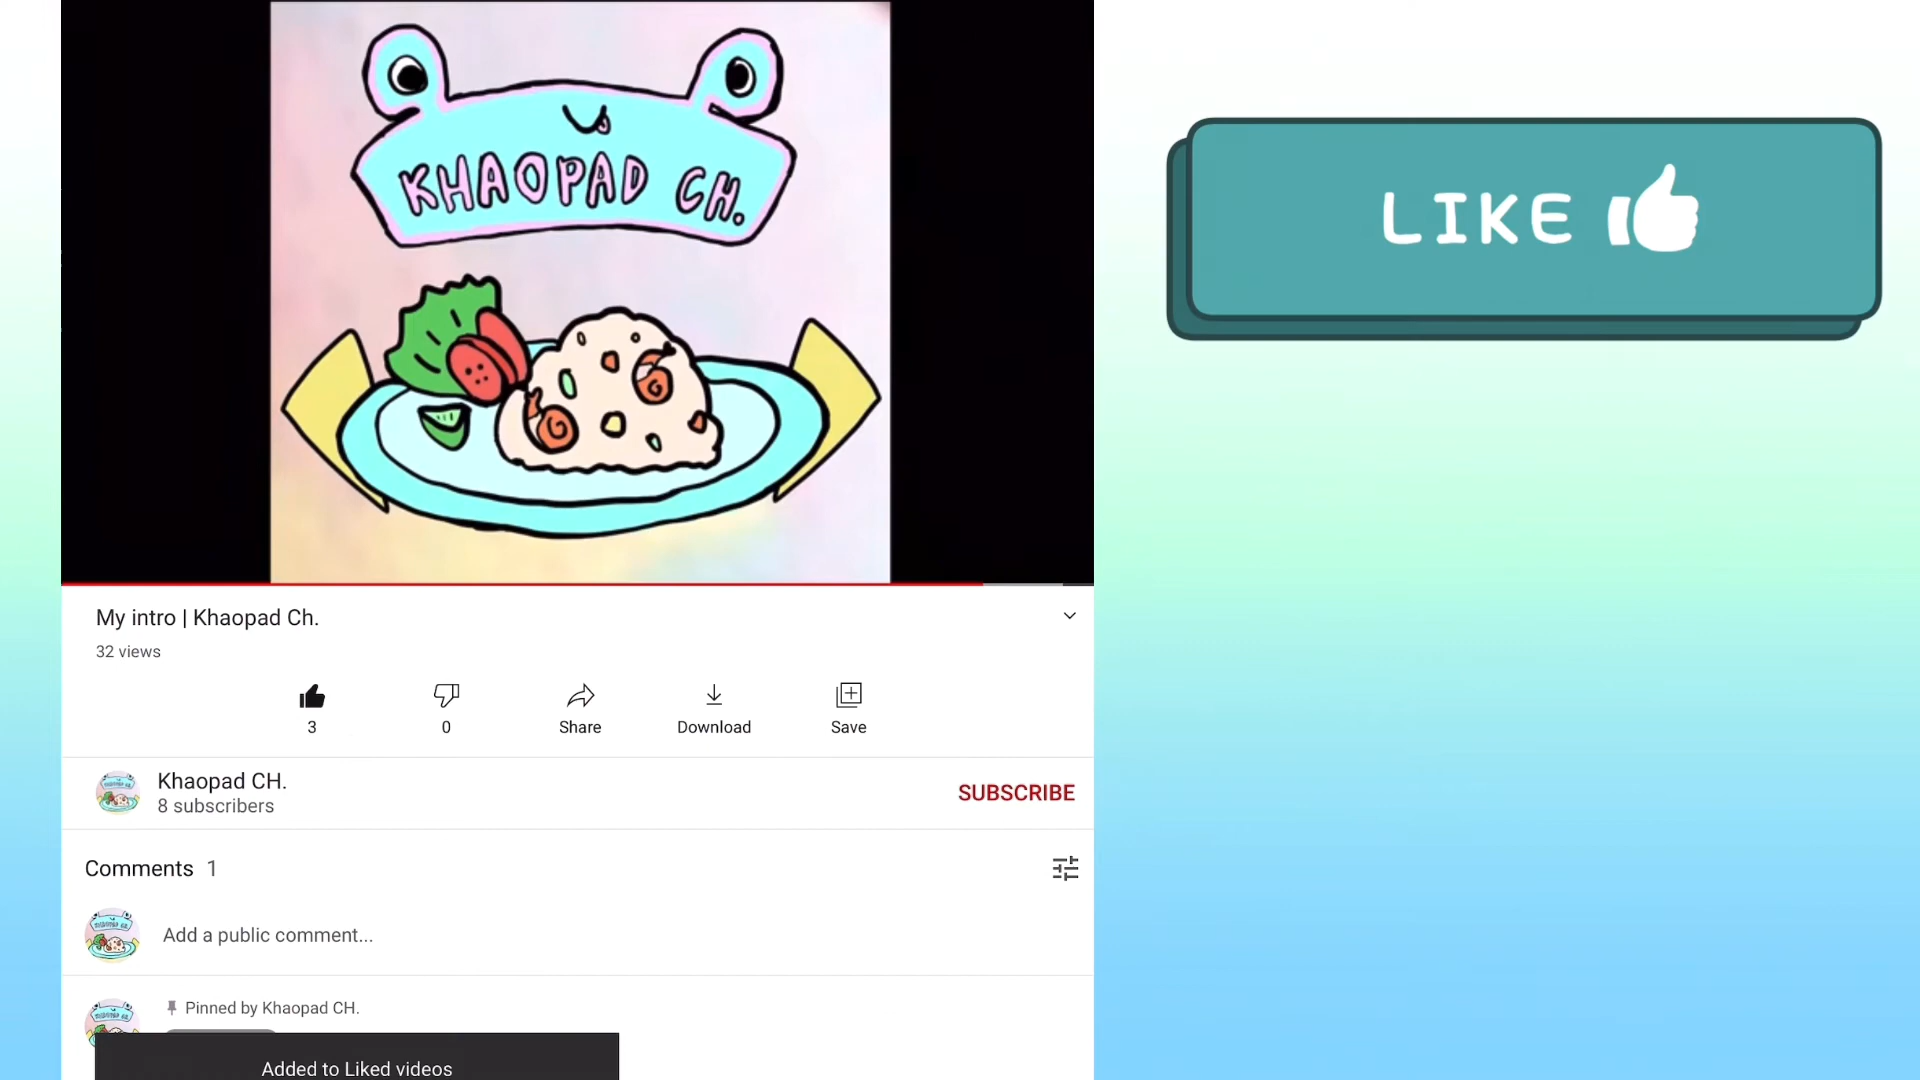 KHAOPAD CH.
LIKE
My intro | Khaopad Ch.
32 views
3
0
Share
Download
Save
Khaopad CH.
8 subscribers
SUBSCRIBE
Comments 1
Add a public comment...
Pinned by Khaopad CH.
Added to Liked videos